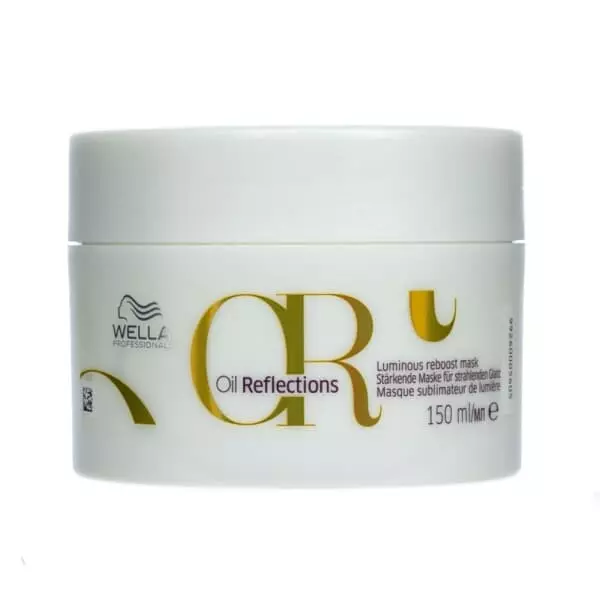 WELLA
PROFESSIONALS
OR
Oil Reflections
Luminous reboost mask
Stärkende Maske für strahlenden Glanz
Masque sublimateur de lumière
150 ml/мл e